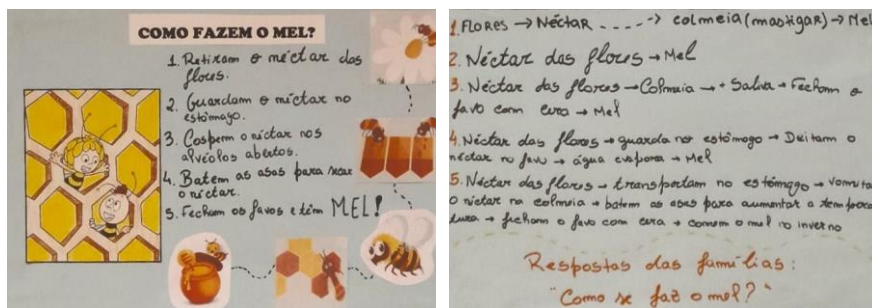 COMO FAZEM O MEL?
1. Retiram o néctar das
flores.
2. Guardam o néctar no
estômago.
3. Cospem o néctar nos
alvéolos abertos.
4. Batem as asas para secar
o néctar.
5. Fecham os favos e têm MEL!
1. FLORES → Néctar - - - -> colmeia (mastigar) → Mel
2. Néctar das flores → Mel
3. Néctar das flores → Colmeia → + Saliva → Fecham o
favo com cera → Mel
4. Néctar das flores → guarda no estômago → Deitam o
néctar no favo → água evapora → Mel
5. Néctar das flores → transportam no estômago → vomita
o néctar na colmeia → batem as asas para aumentar a tempera
tura → fecham o favo com cera → comem o mel no inverno
Respostas das famílias:
"Como se faz o mel?"